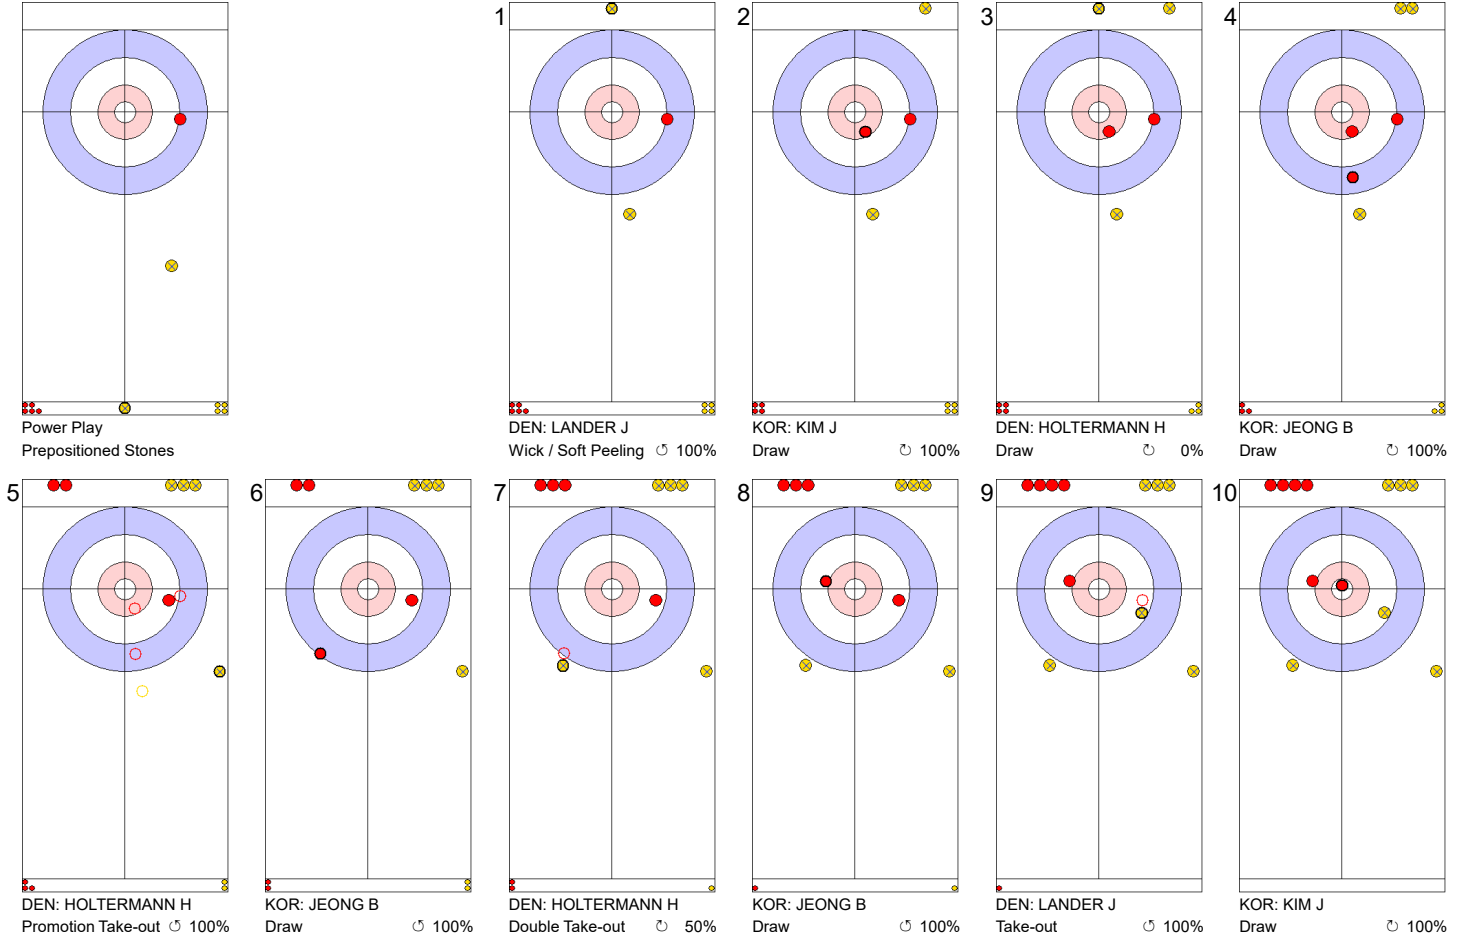 1
2
3
4
Power Play
Prepositioned Stones
DEN: LANDER J
Wick / Soft Peeling ↺ 100%
KOR: KIM J
Draw ↻ 100%
DEN: HOLTERMANN H
Draw ↻ 0%
KOR: JEONG B
Draw ↺ 100%
5
6
7
8
9
10
DEN: HOLTERMANN H
Promotion Take-out ↺ 100%
KOR: JEONG B
Draw ↺ 100%
DEN: HOLTERMANN H
Double Take-out ↻ 50%
KOR: JEONG B
Draw ↺ 100%
DEN: LANDER J
Take-out ↺ 100%
KOR: KIM J
Draw ↻ 100%